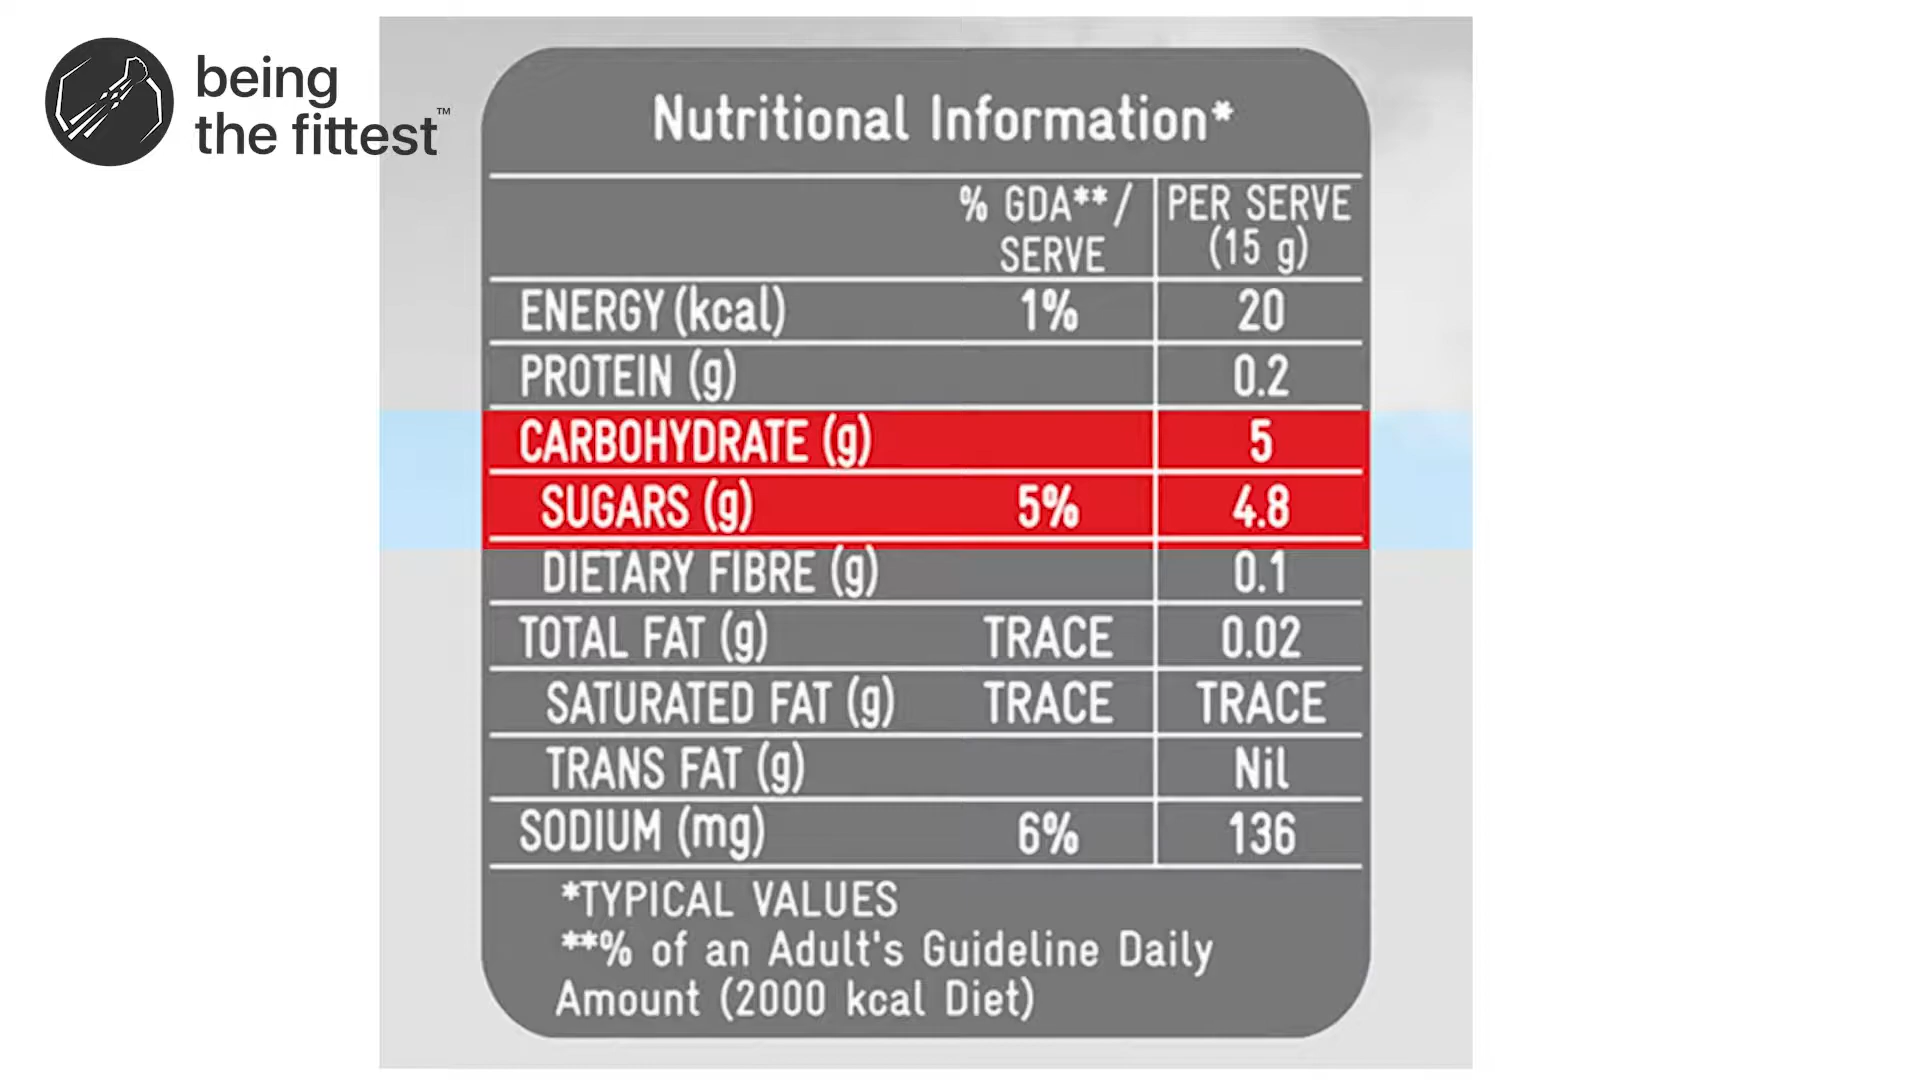 being
the fittest™
Nutritional Information*
% GDA**/
SERVE
PER SERVE
(15 g)
ENERGY (kcal) 1% 20
PROTEIN (g) 0.2
CARBOHYDRATE (g) 5
SUGARS (g) 5% 4.8
DIETARY FIBRE (g) 0.1
TOTAL FAT (g) TRACE 0.02
SATURATED FAT (g) TRACE TRACE
TRANS FAT (g) Nil
SODIUM (mg) 6% 136
*TYPICAL VALUES
**% of an Adult's Guideline Daily
Amount (2000 kcal Diet)